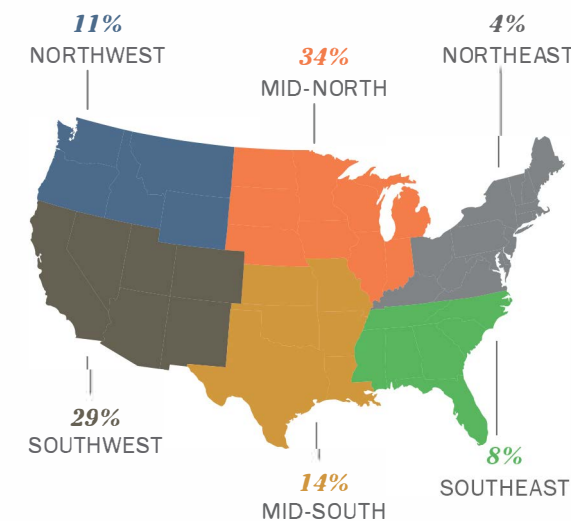 11%
NORTHWEST
34%
MID-NORTH
4%
NORTHEAST
29%
SOUTHWEST
14%
MID-SOUTH
8%
SOUTHEAST